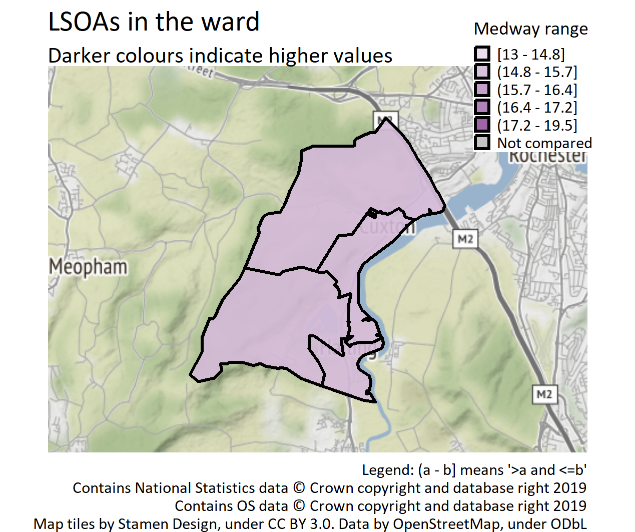 LSOAs in the ward
Darker colours indicate higher values
Medway range
[13 - 14.8]
(14.8 - 15.7]
(15.7 - 16.4]
(16.4 - 17.2]
(17.2 - 19.5]
Not compared
Rochester
M2
Meopham
M2
Legend: (a - b] means '>a and <=b'
Contains National Statistics data © Crown copyright and database right 2019
Contains OS data © Crown copyright and database right 2019
Map tiles by Stamen Design, under CC BY 3.0. Data by OpenStreetMap, under ODbL